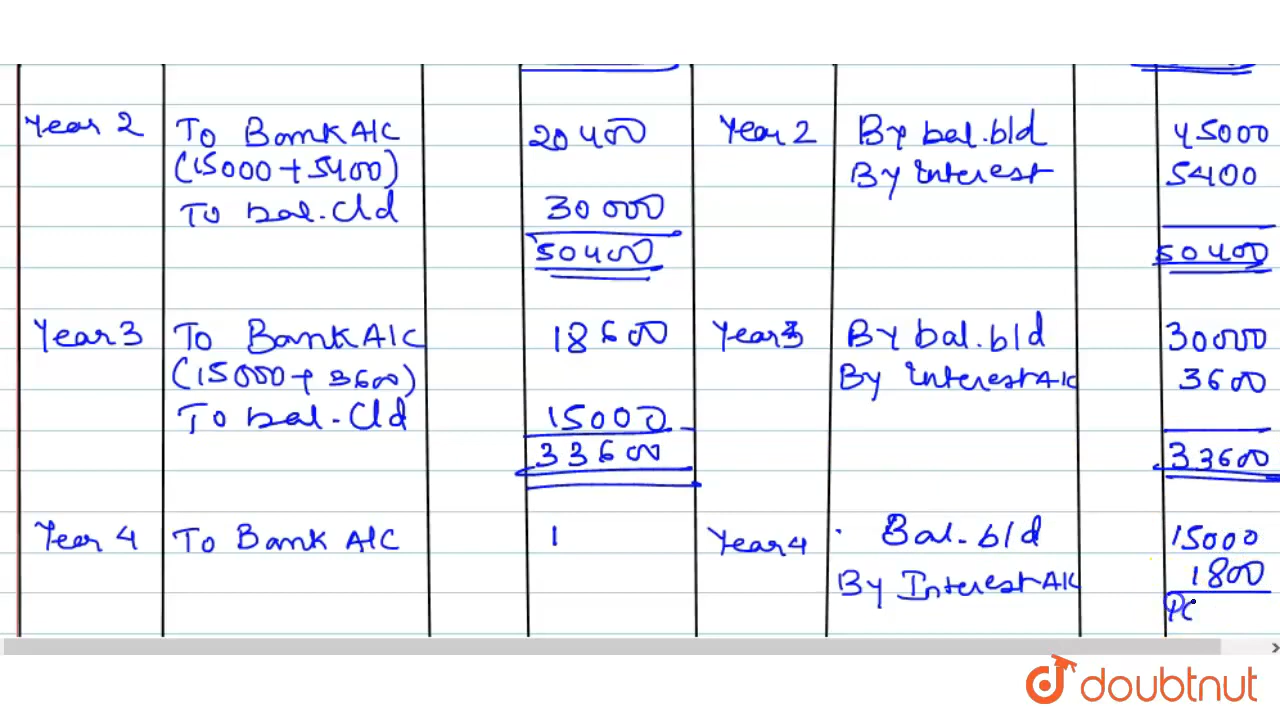 Year 2 To Bank A/C 20400 Year 2 By bal. b/d 45000
(15000 + 5400) By Interest 5400
To bal. C/d 30000
50400 50400
Year 3 To Bank A/C 18600 Year 3 By bal. b/d 30000
(15000 + 3600) By Interest A/C 3600
To bal. C/d 15000
33600 33600
Year 4 To Bank A/C 1 Year 4 Bal. b/d 15000
By Interest A/C 1800
doubtnut